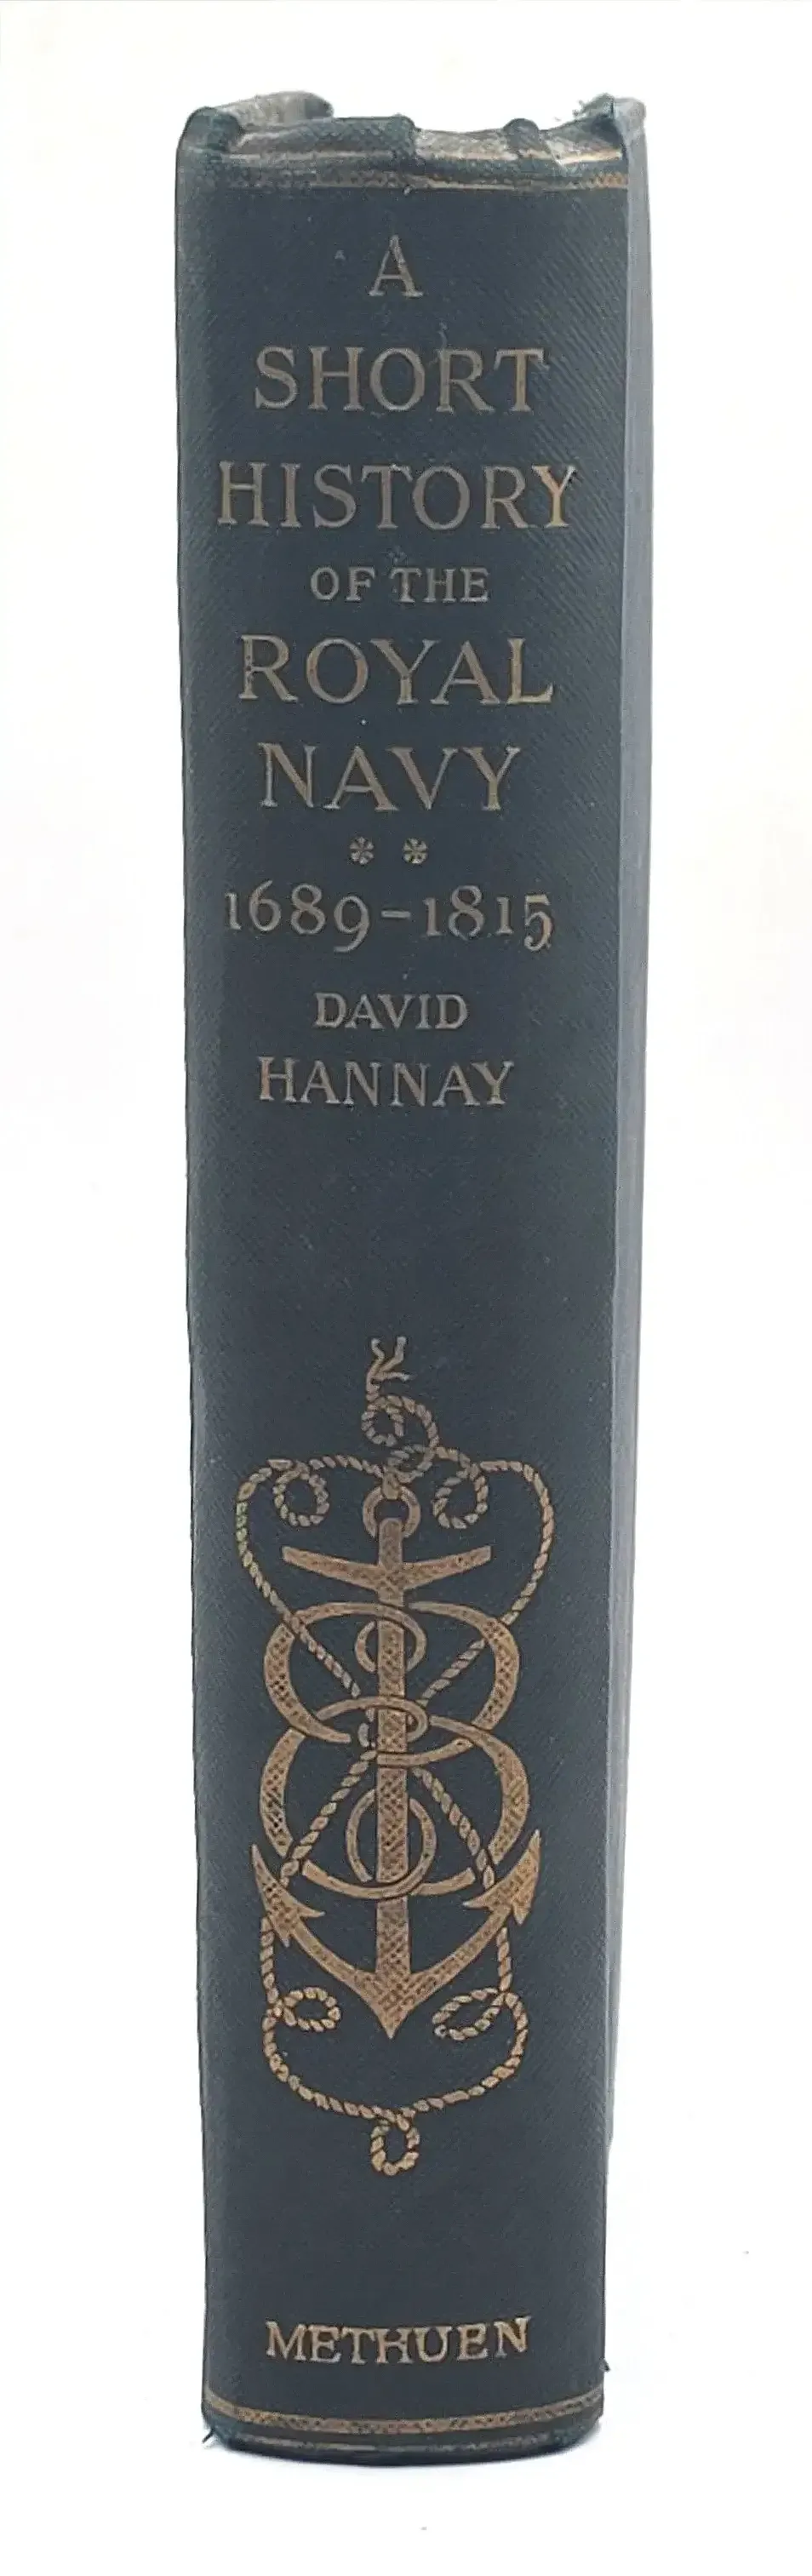 A
SHORT
HISTORY
OF THE
ROYAL
NAVY
* *
1689-1815
DAVID
HANNAY
METHUEN